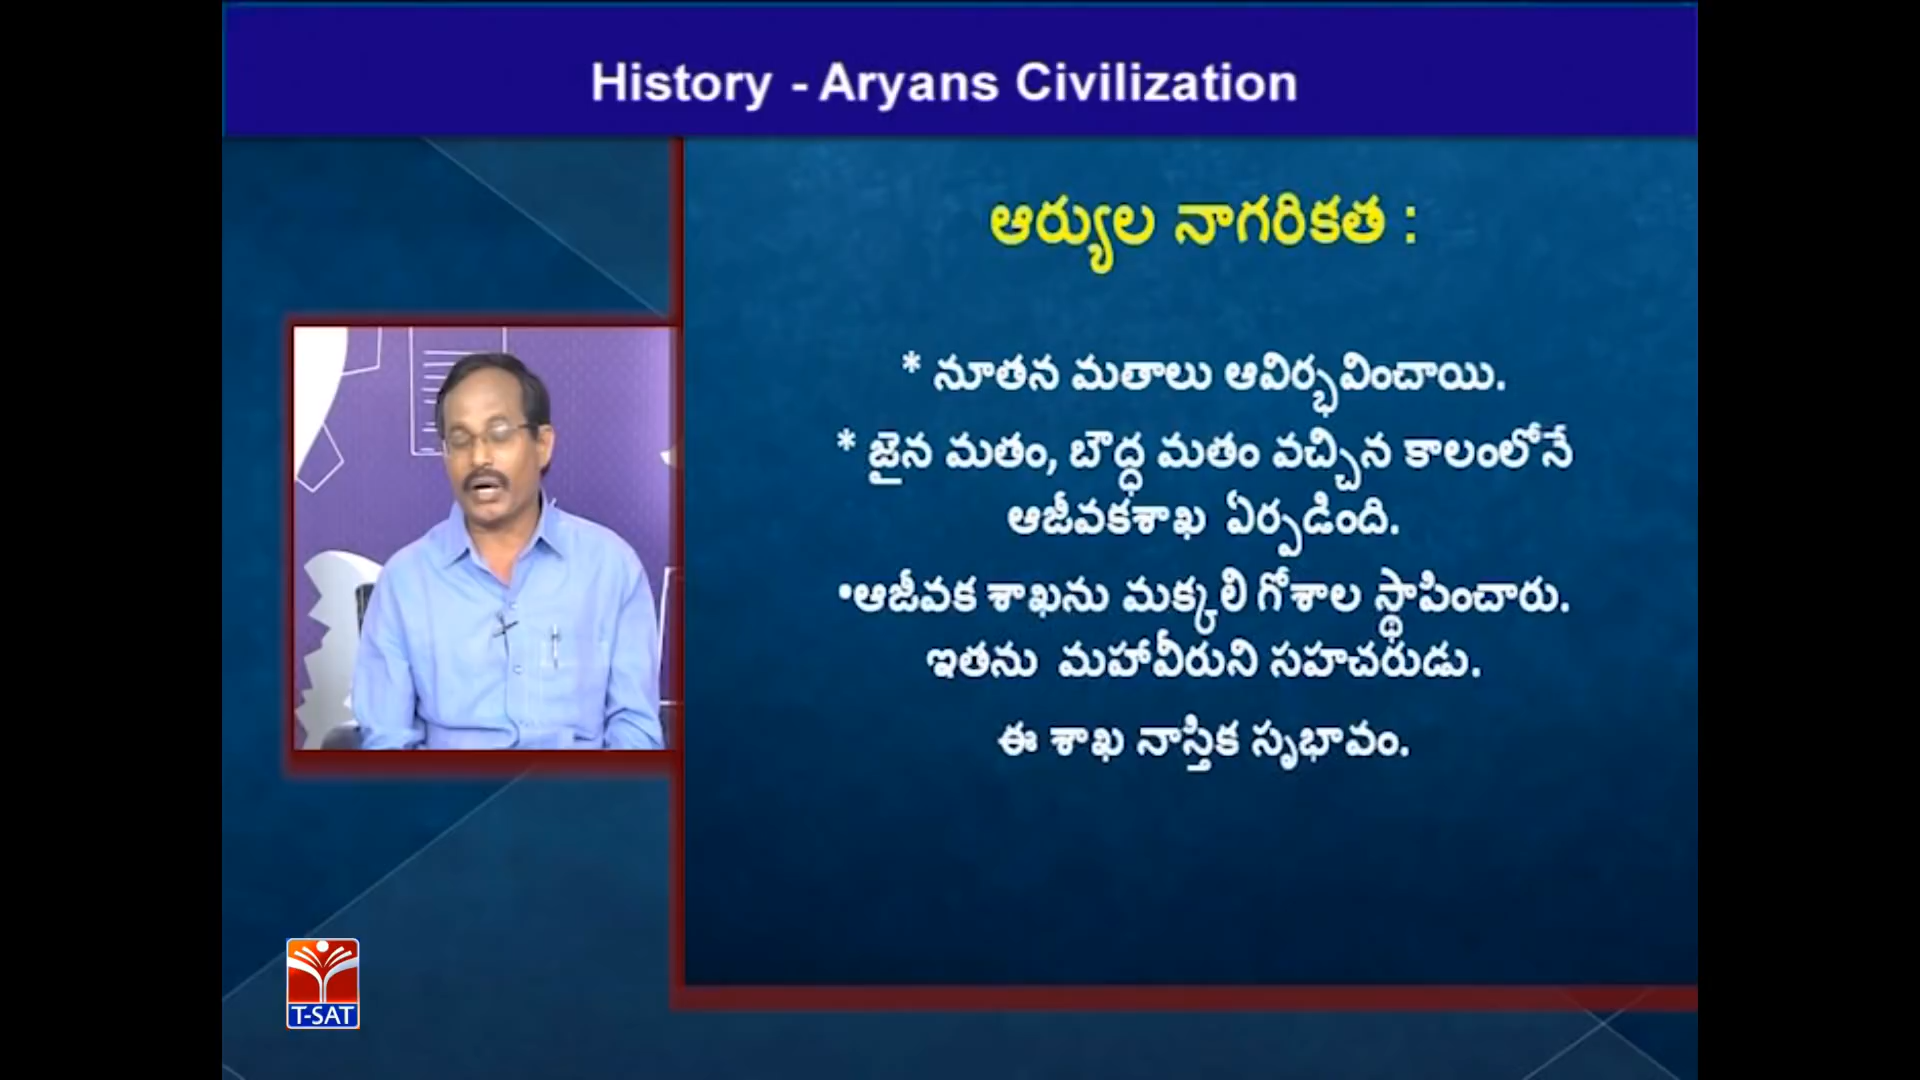 History - Aryans Civilization
ఆర్యుల నాగరికత :
* నూతన మతాలు ఆవిర్భవించాయి.
* జైన మతం, బౌద్ధ మతం వచ్చిన కాలంలోనే
ఆజీవకశాఖ ఏర్పడింది.
•ఆజీవక శాఖను మక్కలి గోశాల స్థాపించారు.
ఇతను మహావీరుని సహచరుడు.
ఈ శాఖ నాస్తిక సృభావం.
T-SAT